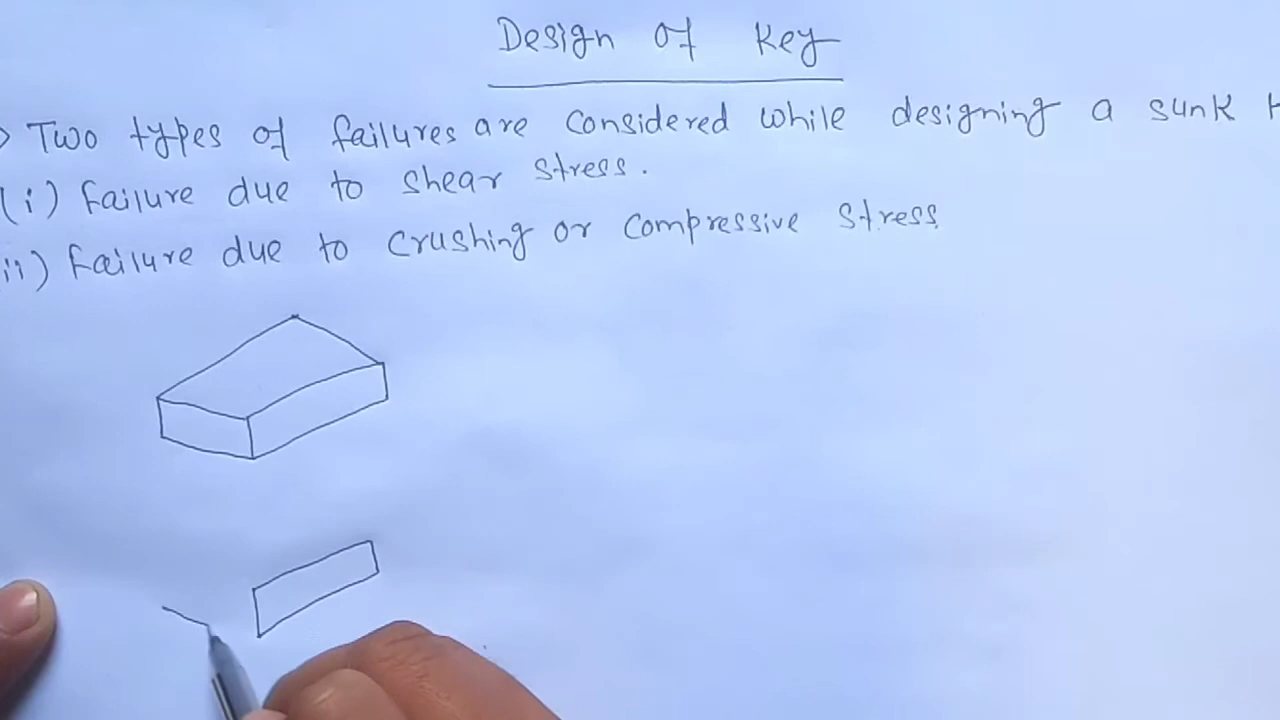 Design of Key
Two types of failures are considered while designing a sunk
(i) Failure due to shear stress.
ii) Failure due to crushing or compressive stress